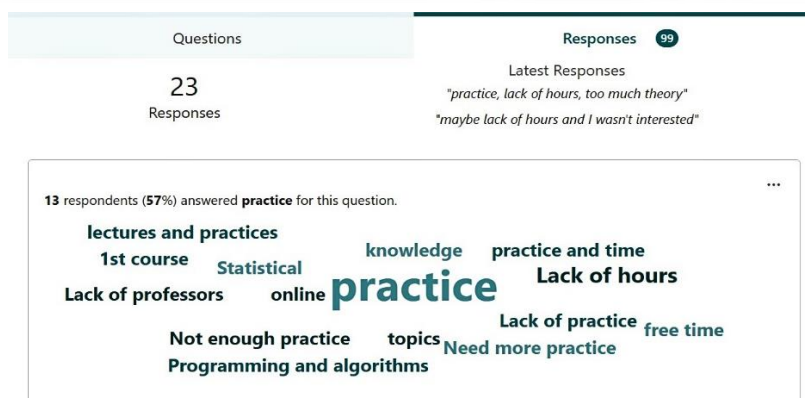 Questions
Responses 99
23
Responses
Latest Responses
"practice, lack of hours, too much theory"
"maybe lack of hours and I wasn't interested"
...
13 respondents (57%) answered practice for this question.
lectures and practices
knowledge practice and time
1st course Statistical
Lack of hours
Lack of professors online practice
Lack of practice free time
Not enough practice topics Need more practice
Programming and algorithms